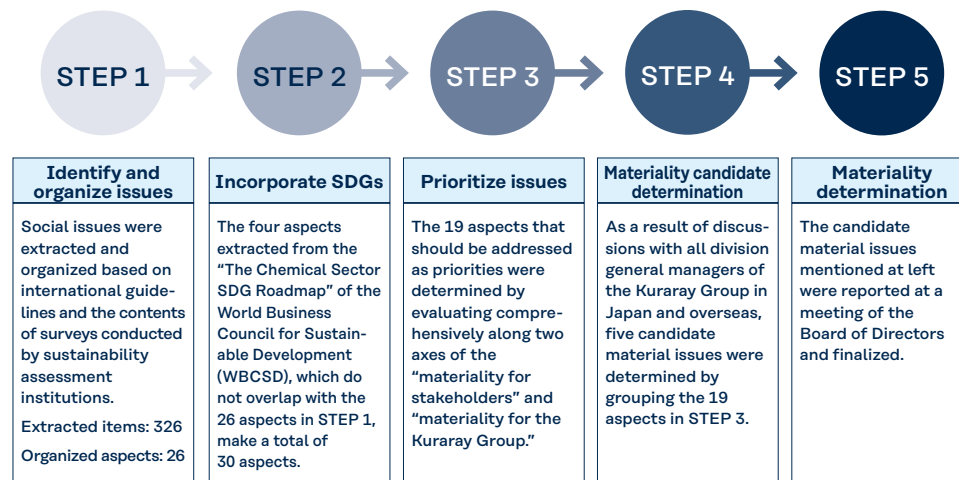 STEP 1
STEP 2
STEP 3
STEP 4
STEP 5
Identify and
organize issues
Social issues were
extracted and
organized based on
international guide-
lines and the contents
of surveys conducted
by sustainability
assessment
institutions.
Extracted items: 326
Organized aspects: 26
Incorporate SDGs
The four aspects
extracted from the
“The Chemical Sector
SDG Roadmap” of the
World Business
Council for Sustain-
able Development
(WBCSD), which do
not overlap with the
26 aspects in STEP 1,
make a total of
30 aspects.
Prioritize issues
The 19 aspects that
should be addressed
as priorities were
determined by
evaluating compre-
hensively along two
axes of the
“materiality for
stakeholders” and
“materiality for the
Kuraray Group.”
Materiality candidate
determination
As a result of discus-
sions with all division
general managers of
the Kuraray Group in
Japan and overseas,
five candidate
material issues were
determined by
grouping the 19
aspects in STEP 3.
Materiality
determination
The candidate
material issues
mentioned at left
were reported at a
meeting of the
Board of Directors
and finalized.